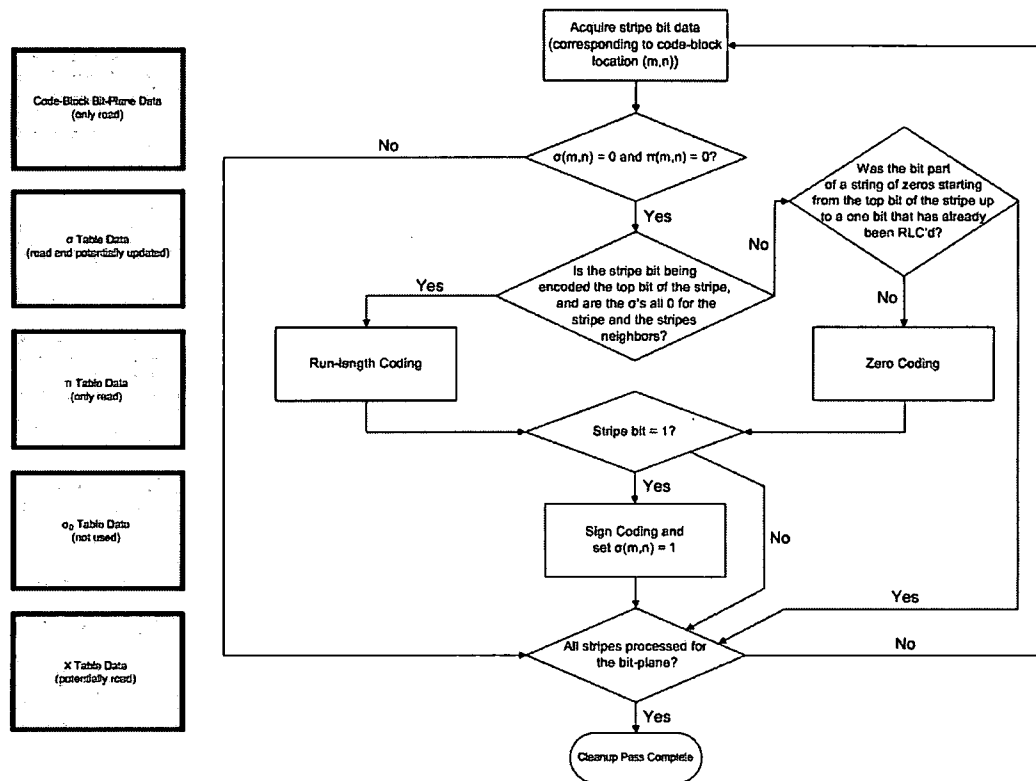 Code-Block Bit-Plane Data
(only read)
σ Table Data
(read and potentially updated)
π Table Data
(only read)
σ₀ Table Data
(not used)
X Table Data
(potentially read)
Acquire stripe bit data
(corresponding to code-block
location (m,n))
σ(m,n) = 0 and π(m,n) = 0?
No
Yes
Is the stripe bit being
encoded the top bit of the stripe,
and are the σ's all 0 for the
stripe and the stripes
neighbors?
Yes
No
Was the bit part
of a string of zeros starting
from the top bit of the stripe up
to a one bit that has already
been RLC'd?
No
Yes
Run-length Coding
Zero Coding
Stripe bit = 1?
Yes
No
Sign Coding and
set σ(m,n) = 1
All stripes processed for
the bit-plane?
No
Yes
Cleanup Pass Complete